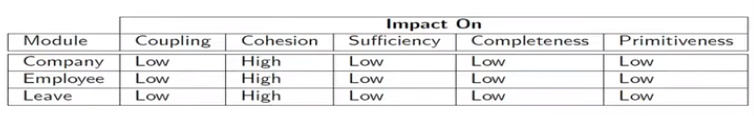 Impact On
Module Coupling Cohesion Sufficiency Completeness Primitiveness
Company Low High Low Low Low
Employee Low High Low Low Low
Leave Low High Low Low Low